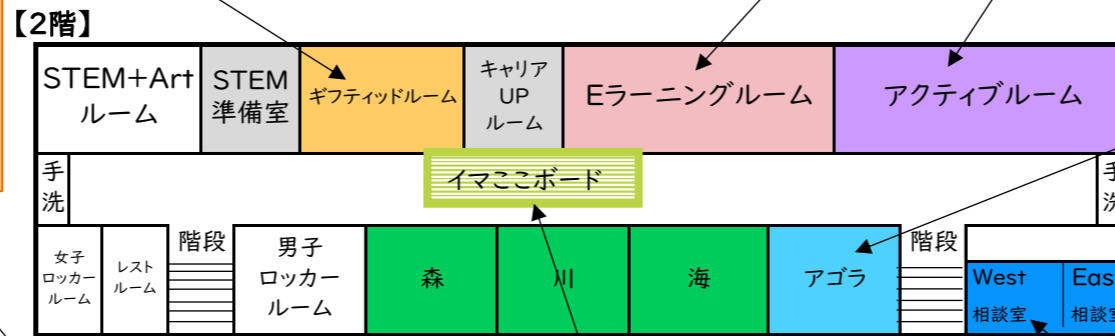 【2階】
STEM+Art
ルーム
STEM
準備室
ギフティッドルーム
キャリア
UP
ルーム
Eラーニングルーム
アクティブルーム
手
洗
イマここボード
手
洗
女子
ロッカー
ルーム
レスト
ルーム
階段
男子
ロッカー
ルーム
森
川
海
アゴラ
階段
West
相談室
Eas
相談室